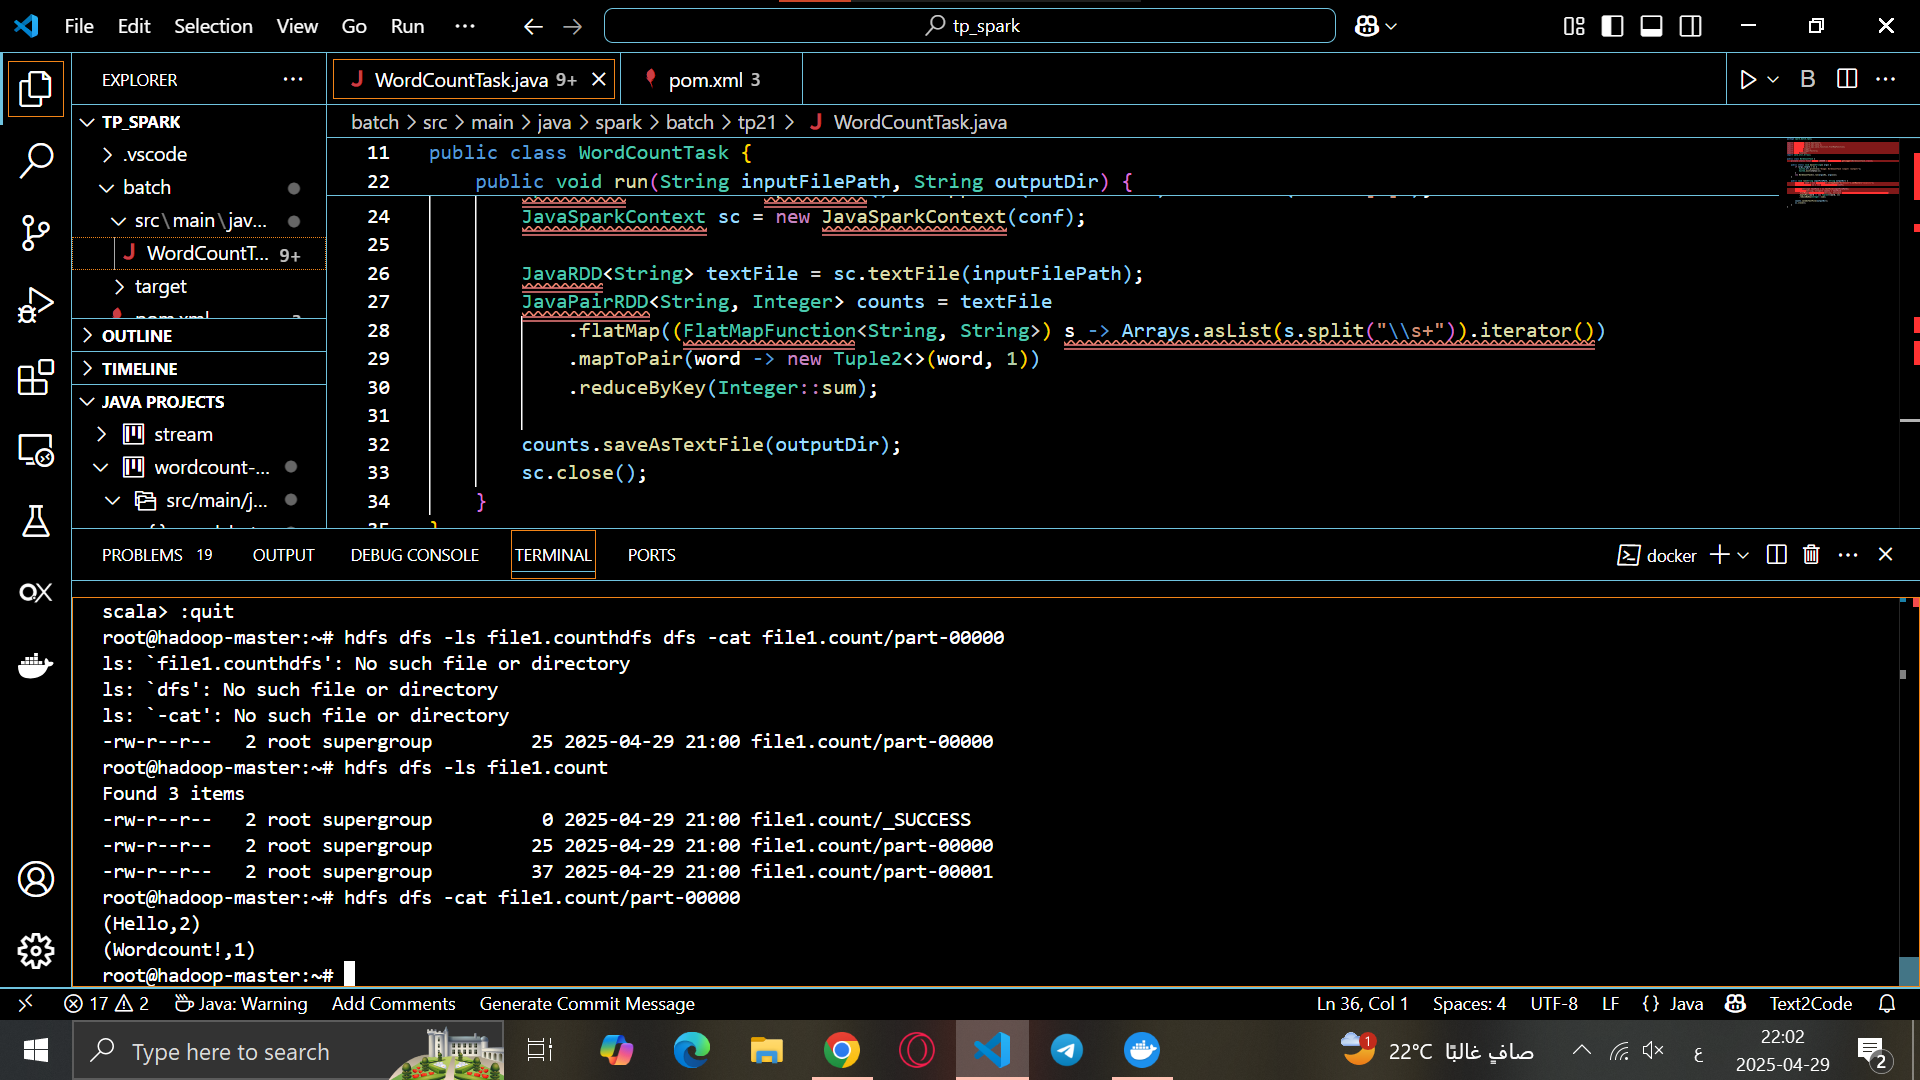 File Edit Selection View Go Run
tp_spark
EXPLORER
TP_SPARK
.vscode
batch
src\main\jav...
WordCountT... 9+
target
OUTLINE
TIMELINE
JAVA PROJECTS
stream
wordcount-...
src/main/j...
WordCountTask.java 9+
pom.xml 3
batch > src > main > java > spark > batch > tp21 > WordCountTask.java
11 public class WordCountTask {
22 public void run(String inputFilePath, String outputDir) {
24 JavaSparkContext sc = new JavaSparkContext(conf);
25
26 JavaRDD<String> textFile = sc.textFile(inputFilePath);
27 JavaPairRDD<String, Integer> counts = textFile
28 .flatMap((FlatMapFunction<String, String>) s -> Arrays.asList(s.split("\\s+")).iterator())
29 .mapToPair(word -> new Tuple2<>(word, 1))
30 .reduceByKey(Integer::sum);
31
32 counts.saveAsTextFile(outputDir);
33 sc.close();
34 }
PROBLEMS 19 OUTPUT DEBUG CONSOLE TERMINAL PORTS
docker
scala> :quit
root@hadoop-master:~# hdfs dfs -ls file1.counthdfs dfs -cat file1.count/part-00000
ls: `file1.counthdfs': No such file or directory
ls: `dfs': No such file or directory
ls: `-cat': No such file or directory
-rw-r--r-- 2 root supergroup 25 2025-04-29 21:00 file1.count/part-00000
root@hadoop-master:~# hdfs dfs -ls file1.count
Found 3 items
-rw-r--r-- 2 root supergroup 0 2025-04-29 21:00 file1.count/_SUCCESS
-rw-r--r-- 2 root supergroup 25 2025-04-29 21:00 file1.count/part-00000
-rw-r--r-- 2 root supergroup 37 2025-04-29 21:00 file1.count/part-00001
root@hadoop-master:~# hdfs dfs -cat file1.count/part-00000
(Hello,2)
(Wordcount!,1)
root@hadoop-master:~#
17 2 Java: Warning Add Comments Generate Commit Message
Ln 36, Col 1 Spaces: 4 UTF-8 LF {} Java Text2Code
Type here to search
1 22°C صافٍ غالبًا
ع
22:02
2025-04-29
2